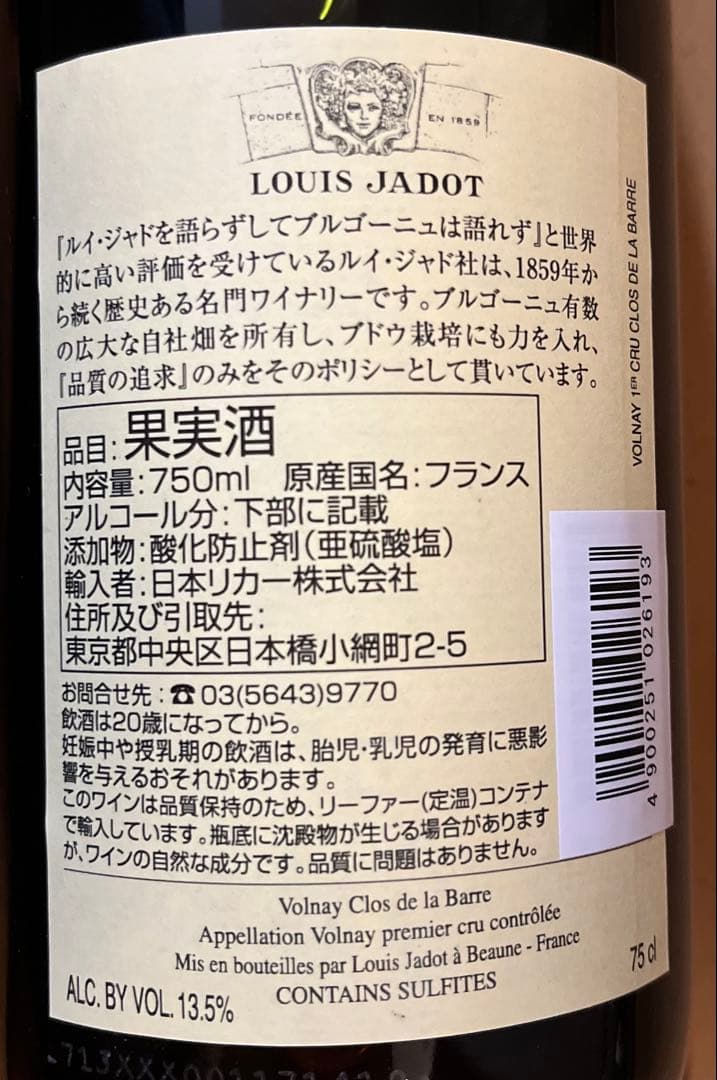 FONDÉE EN 1859
LOUIS JADOT
『ルイ・ジャドを語らずしてブルゴーニュは語れず』と世界
的に高い評価を受けているルイ・ジャド社は、1859年か
ら続く歴史ある名門ワイナリーです。ブルゴーニュ有数
の広大な自社畑を所有し、ブドウ栽培にも力を入れ、
『品質の追求』のみをそのポリシーとして貫いています。
品目:果実酒
内容量:750ml 原産国名:フランス
アルコール分:下部に記載
添加物:酸化防止剤(亜硫酸塩)
輸入者:日本リカー株式会社
住所及び引取先:
東京都中央区日本橋小網町2-5
お問合せ先:☎03(5643)9770
飲酒は20歳になってから。
妊娠中や授乳期の飲酒は、胎児・乳児の発育に悪影
響を与えるおそれがあります。
このワインは品質保持のため、リーファー(定温)コンテナ
で輸入しています。瓶底に沈殿物が生じる場合があります
が、ワインの自然な成分です。品質に問題はありません。
VOLNAY 1ER CRU CLOS DE LA BARRE
4 900251 026193
Volnay Clos de la Barre
Appellation Volnay premier cru contrôlée
Mis en bouteilles par Louis Jadot à Beaune - France
75 cl
ALC. BY VOL. 13.5%
CONTAINS SULFITES